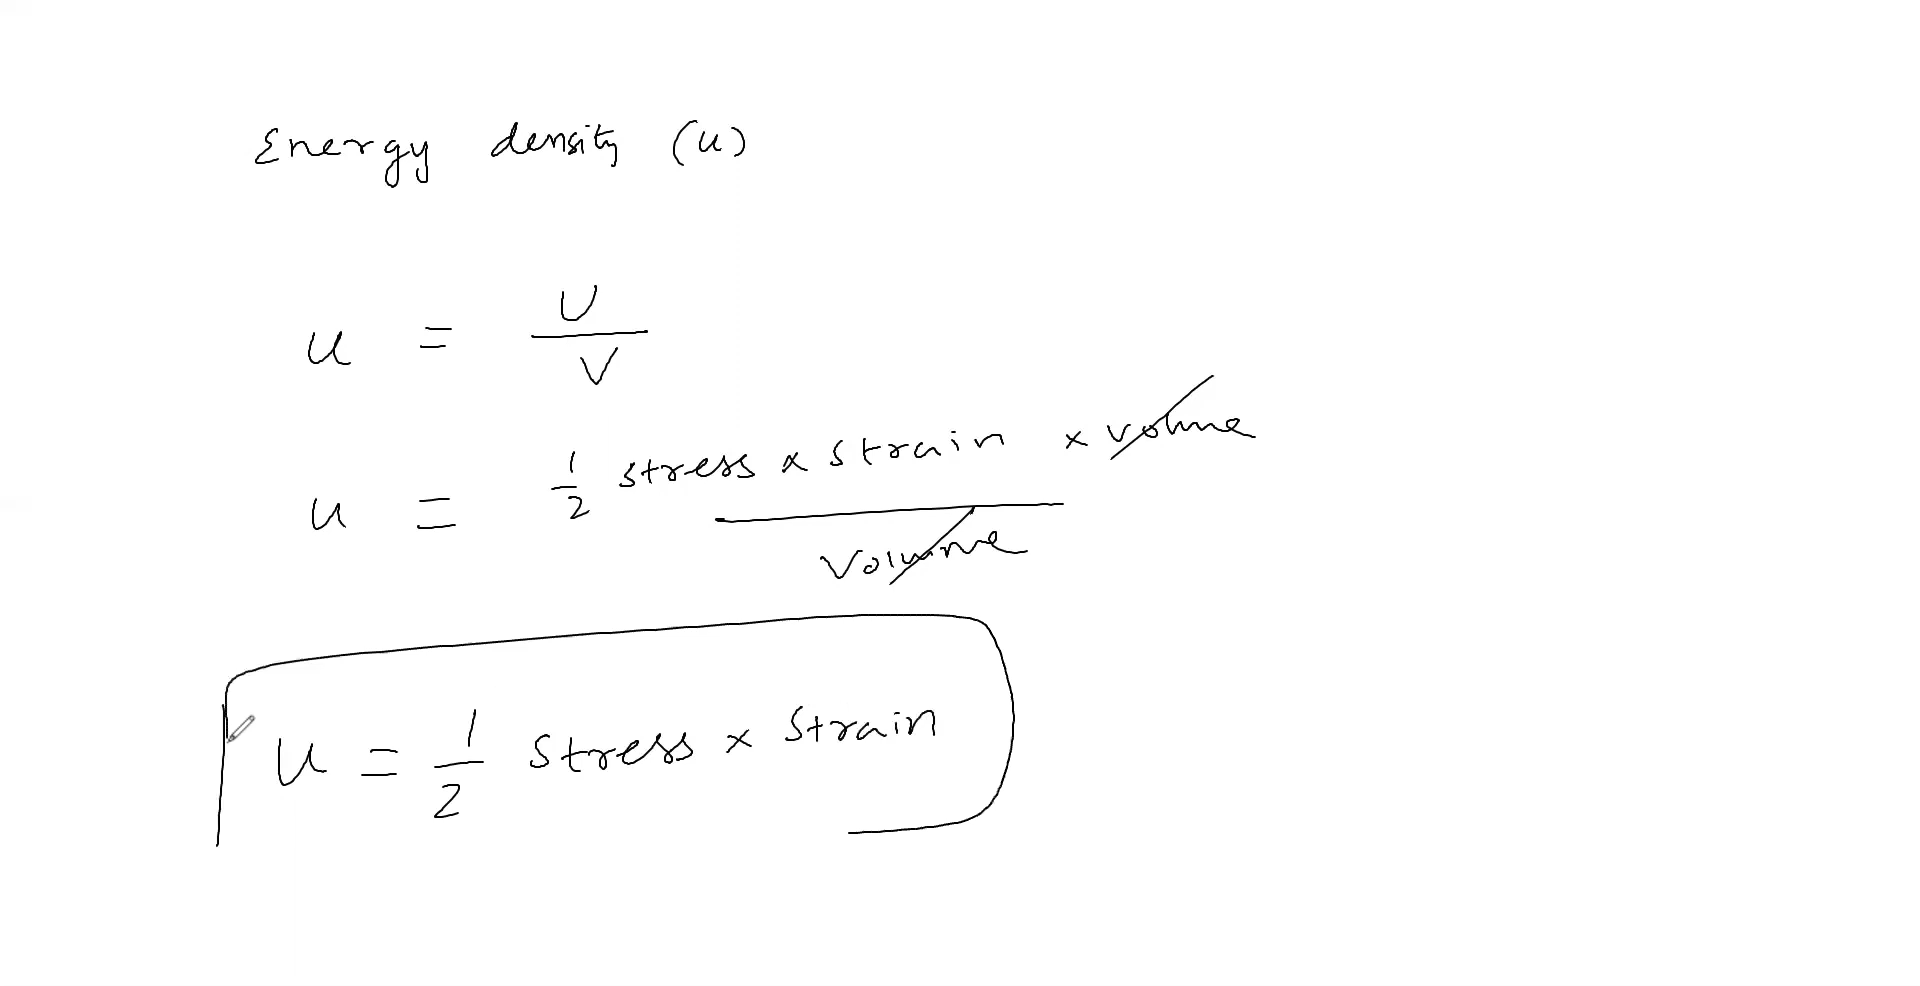 Energy density (u)
u = U / V
u = 1/2 stress × strain × volume / Volume
u = 1/2 stress × strain